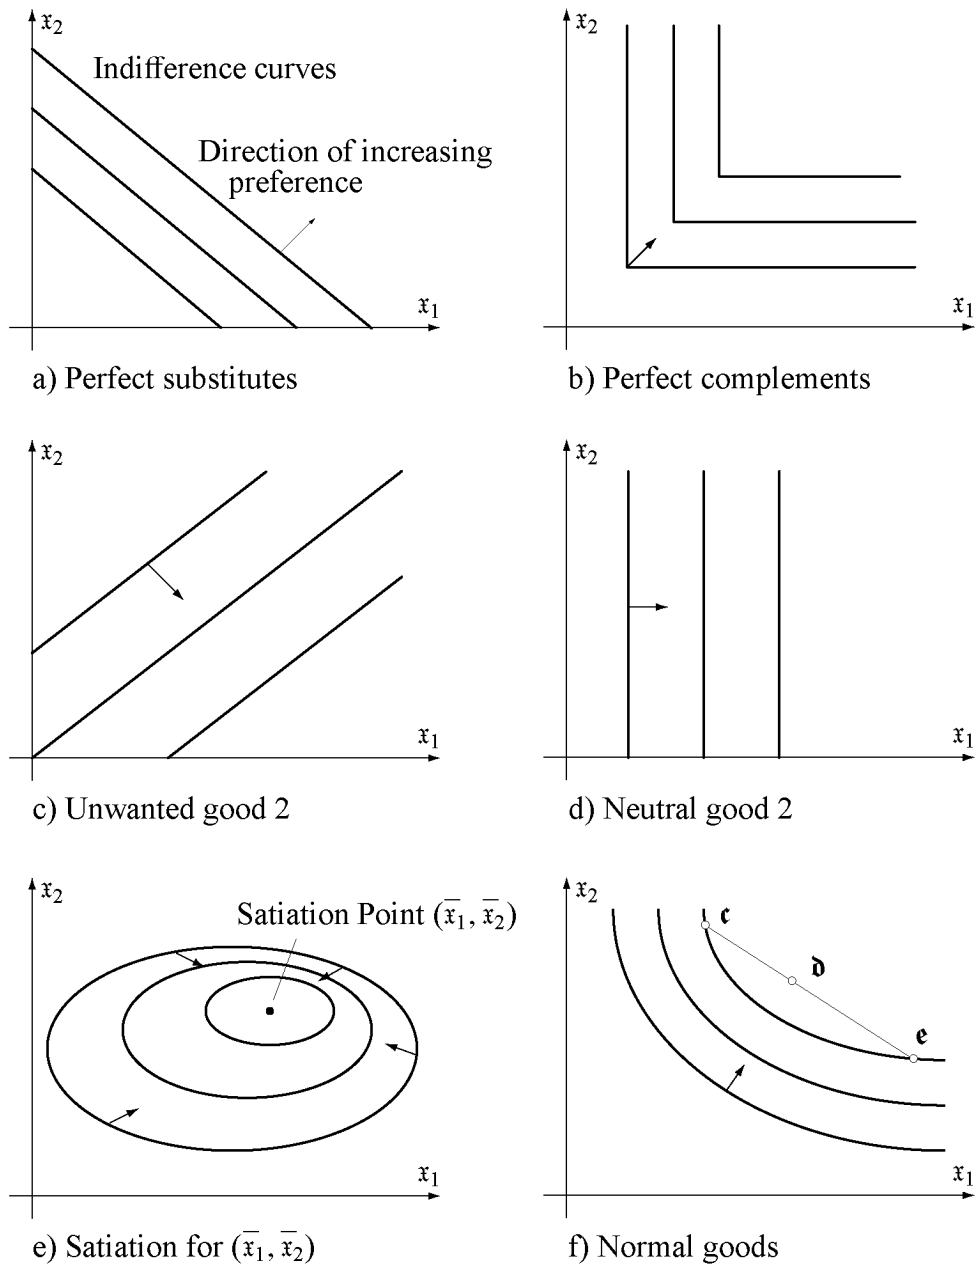 𝔵₂
Indifference curves
Direction of increasing
preference
𝔵₁
a) Perfect substitutes
𝔵₂
𝔵₁
b) Perfect complements
𝔵₂
𝔵₁
c) Unwanted good 2
𝔵₂
𝔵₁
d) Neutral good 2
𝔵₂
Satiation Point (𝔵̅₁, 𝔵̅₂)
𝔵₁
e) Satiation for (𝔵̅₁, 𝔵̅₂)
𝔵₂
𝖈
𝖉
𝖊
𝔵₁
f) Normal goods